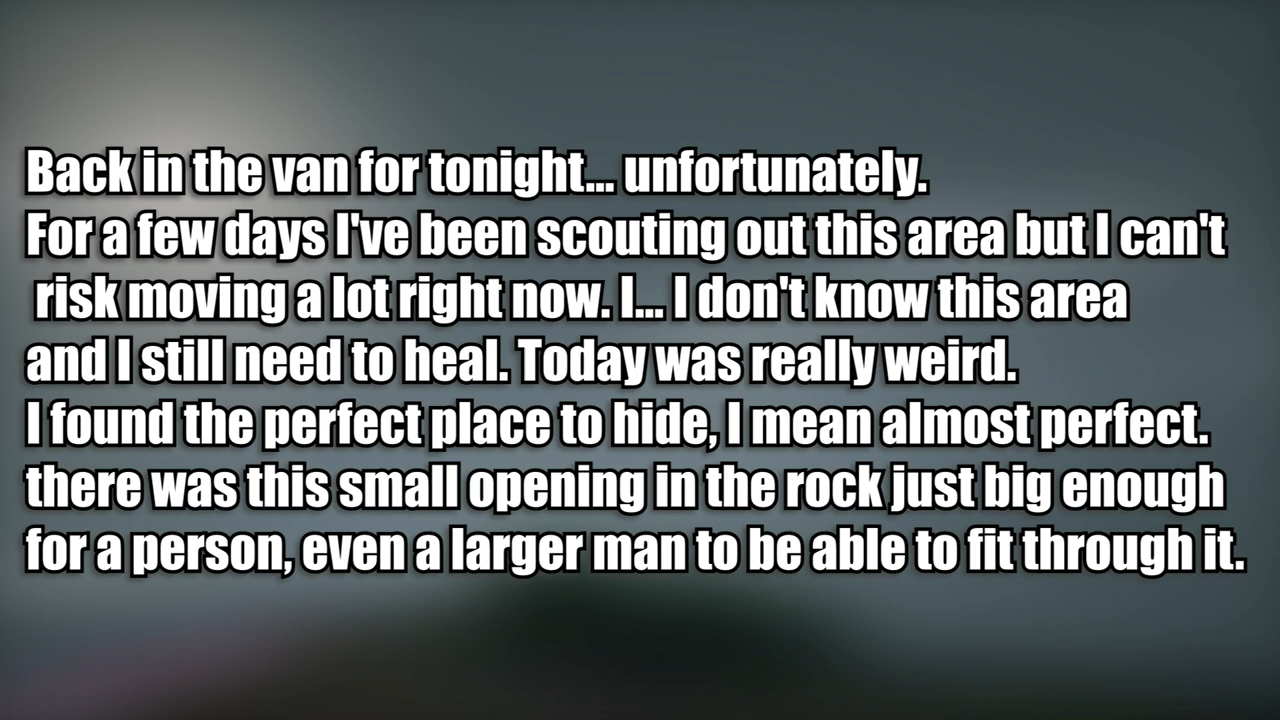 Back in the van for tonight... unfortunately.
For a few days I've been scouting out this area but I can't
risk moving a lot right now. I... I don't know this area
and I still need to heal. Today was really weird.
I found the perfect place to hide, I mean almost perfect.
there was this small opening in the rock just big enough
for a person, even a larger man to be able to fit through it.